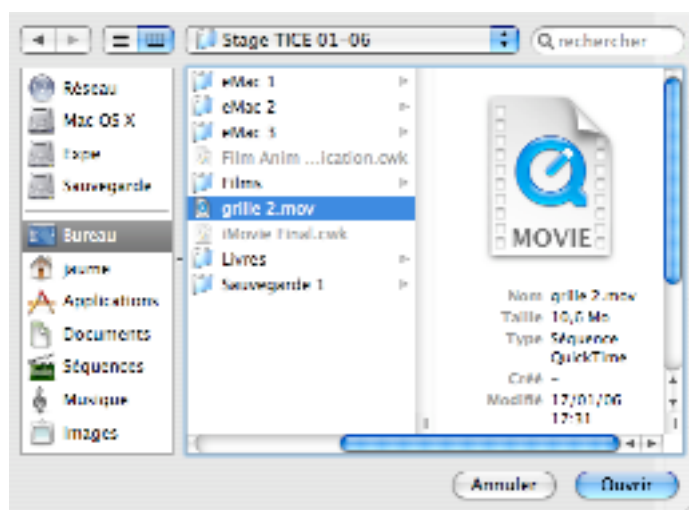 Stage TICE 01-06
rechercher
Réseau
Mac OS X
Expe
Sauvegarde
Bureau
jaume
Applications
Documents
Séquences
Musique
Images
eMac 1
eMac 2
eMac 3
Film Anim ...ication.cwk
Films
grille 2.mov
iMovie Final.cwk
Livres
Sauvegarde 1
MOVIE
Nom grille 2.mov
Taille 10,6 Mo
Type Séquence
QuickTime
Créé -
Modifié 17/01/06
17:31
Annuler
Ouvrir